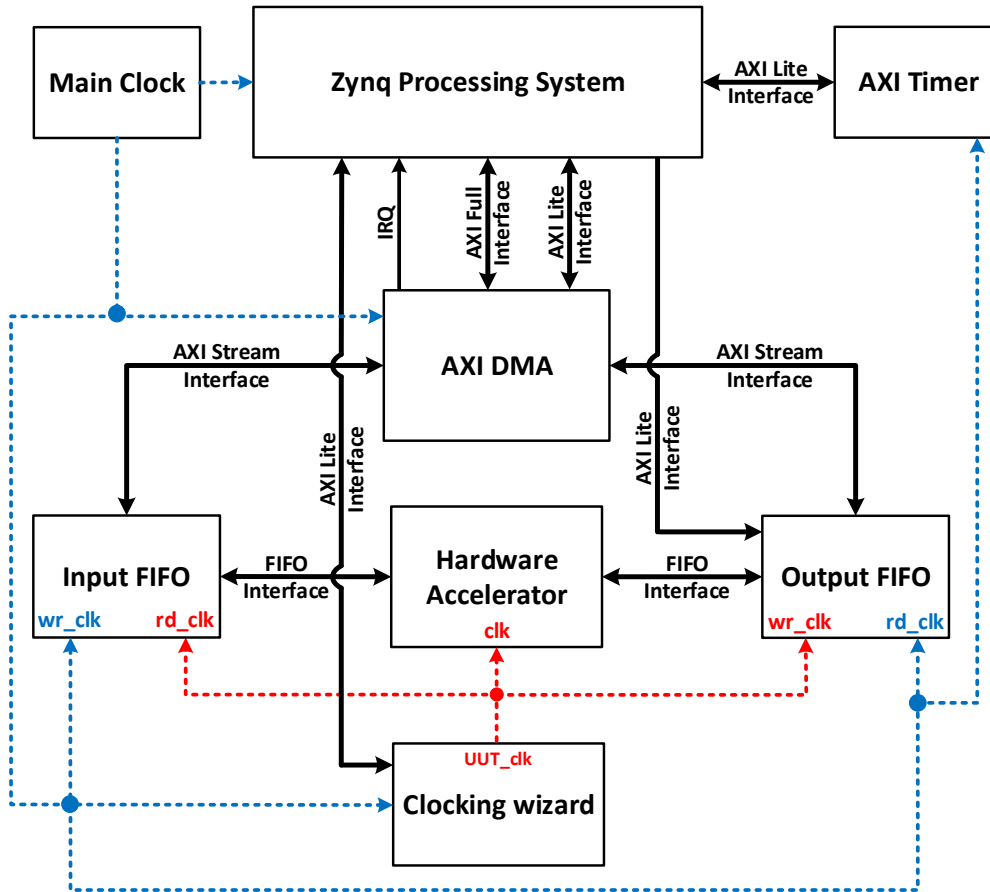 Main Clock
Zynq Processing System
AXI Lite
Interface
AXI Timer
IRQ
AXI Full
Interface
AXI Lite
Interface
AXI Stream
Interface
AXI DMA
AXI Stream
Interface
AXI Lite
Interface
AXI Lite
Interface
Input FIFO
wr_clk
rd_clk
FIFO
Interface
Hardware
Accelerator
clk
FIFO
Interface
Output FIFO
wr_clk
rd_clk
UUT_clk
Clocking wizard